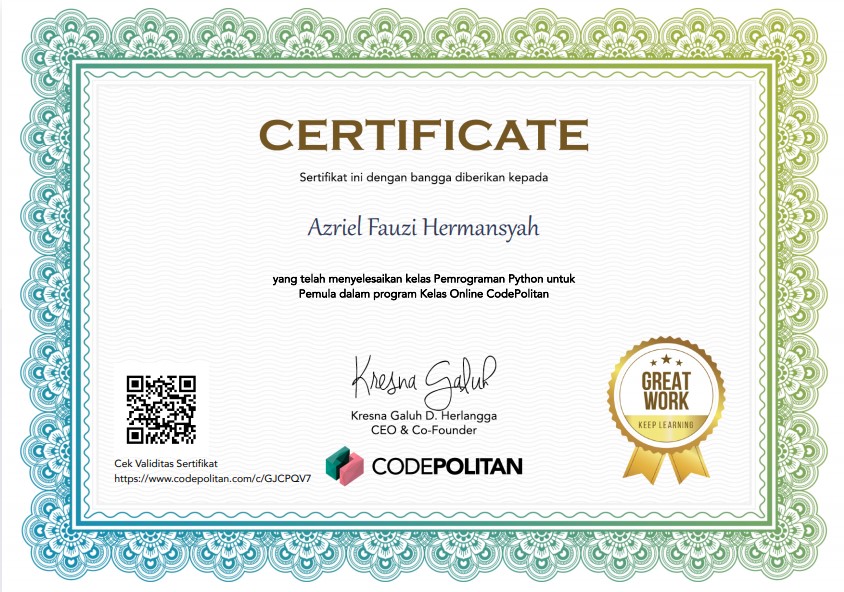 CERTIFICATE
Sertifikat ini dengan bangga diberikan kepada
Azriel Fauzi Hermansyah
yang telah menyelesaikan kelas Pemrograman Python untuk
Pemula dalam program Kelas Online CodePolitan
Kresna Galuh
Kresna Galuh D. Herlangga
CEO & Co-Founder
CODEPOLITAN
Cek Validitas Sertifikat
https://www.codepolitan.com/c/GJCPQV7
GREAT
WORK
KEEP LEARNING